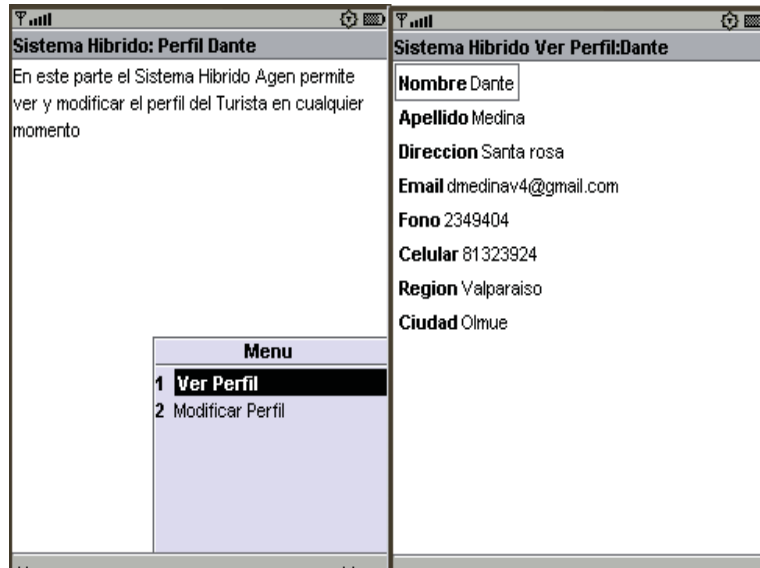 Sistema Hibrido: Perfil Dante
En este parte el Sistema Hibrido Agen permite
ver y modificar el perfil del Turista en cualquier
momento
Menu
1 Ver Perfil
2 Modificar Perfil
Sistema Hibrido Ver Perfil:Dante
Nombre Dante
Apellido Medina
Direccion Santa rosa
Email dmedinav4@gmail.com
Fono 2349404
Celular 81323924
Region Valparaiso
Ciudad Olmue